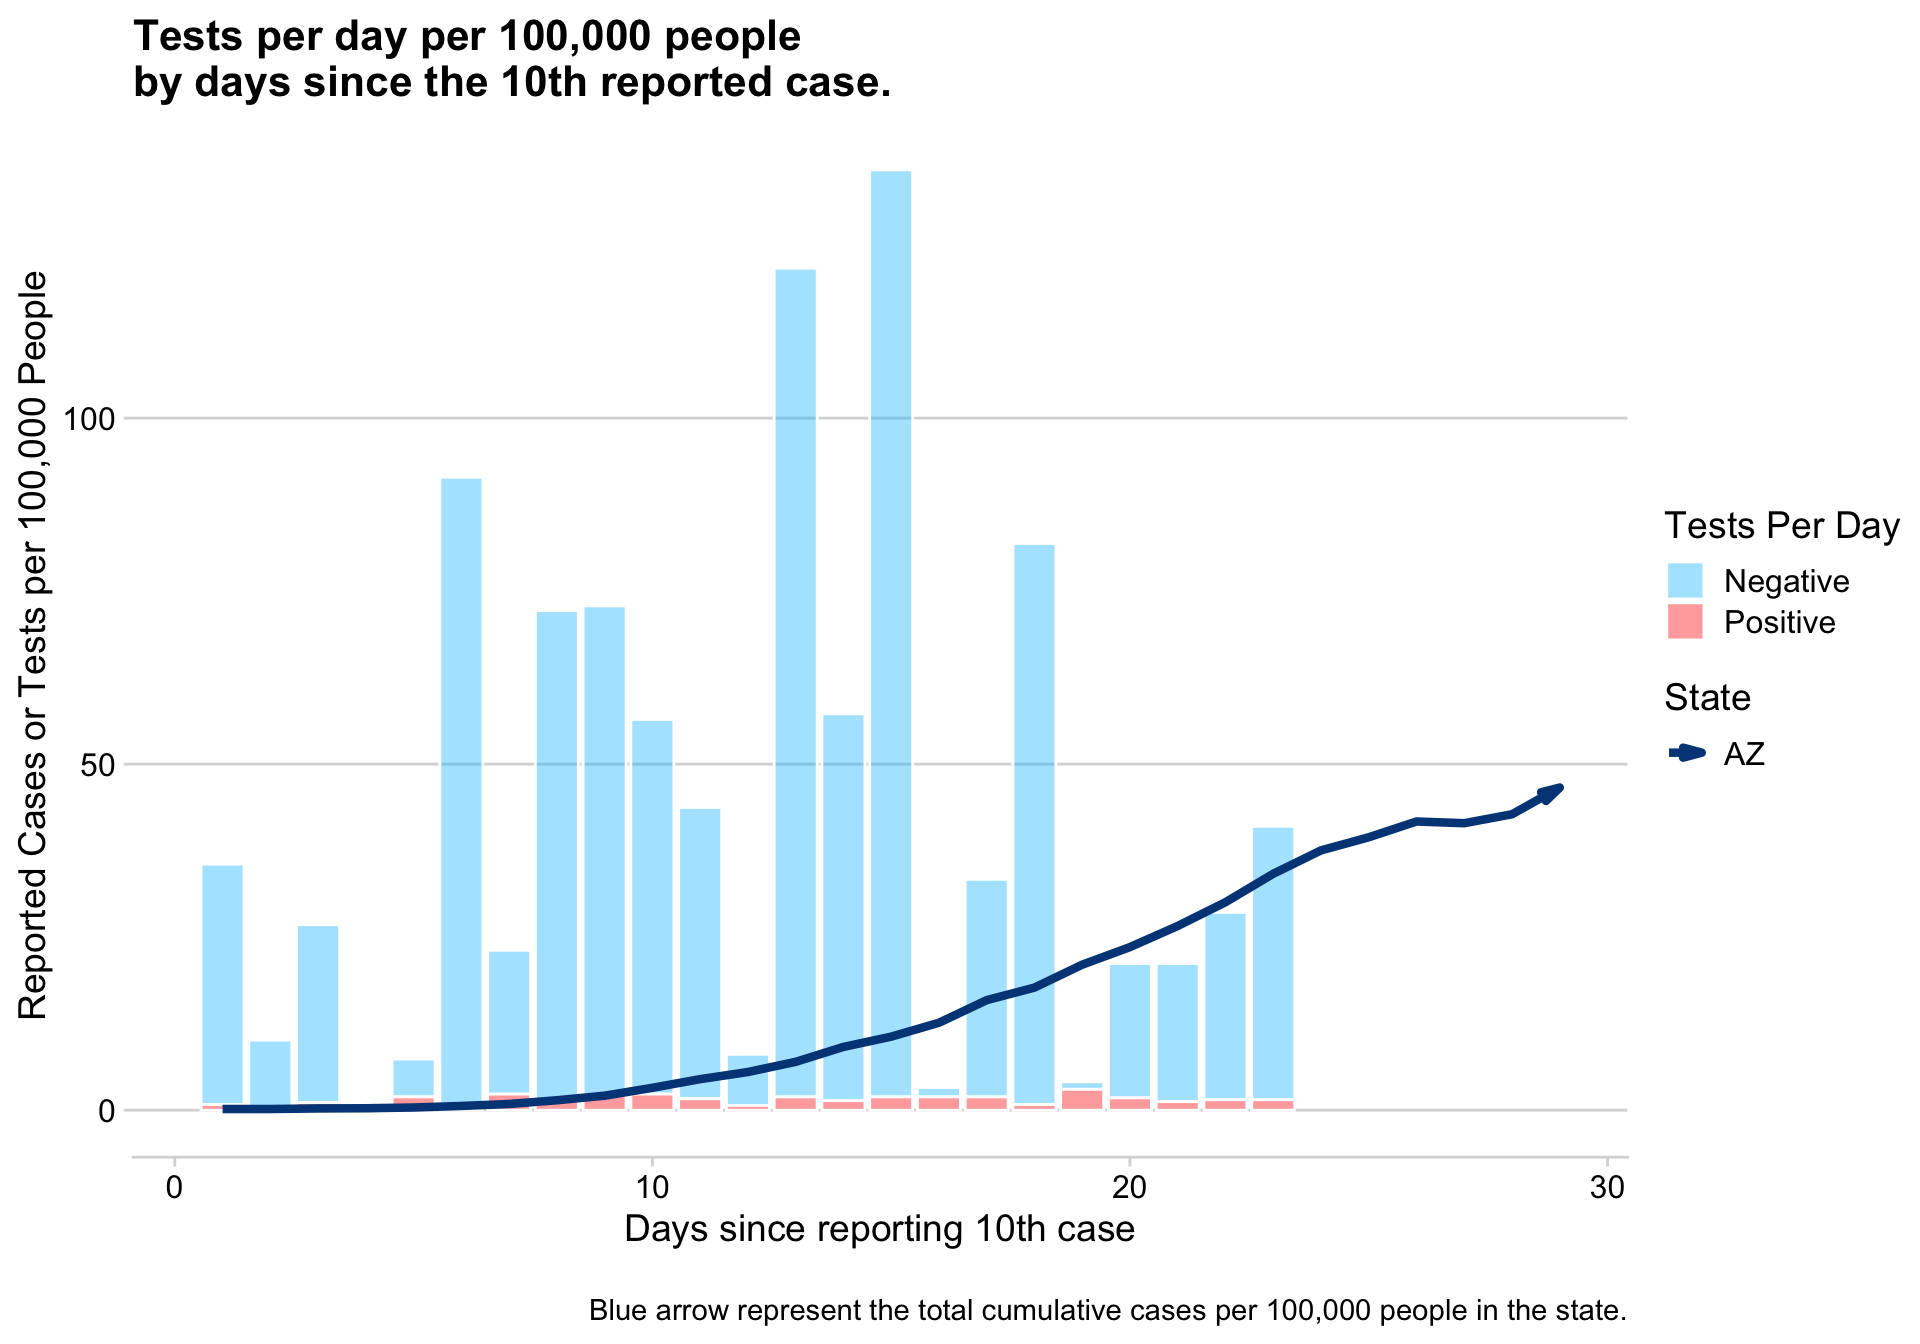 Tests per day per 100,000 people
by days since the 10th reported case.
Reported Cases or Tests per 100,000 People
100
50
0
0
10
20
30
Days since reporting 10th case
Tests Per Day
Negative
Positive
State
AZ
Blue arrow represent the total cumulative cases per 100,000 people in the state.